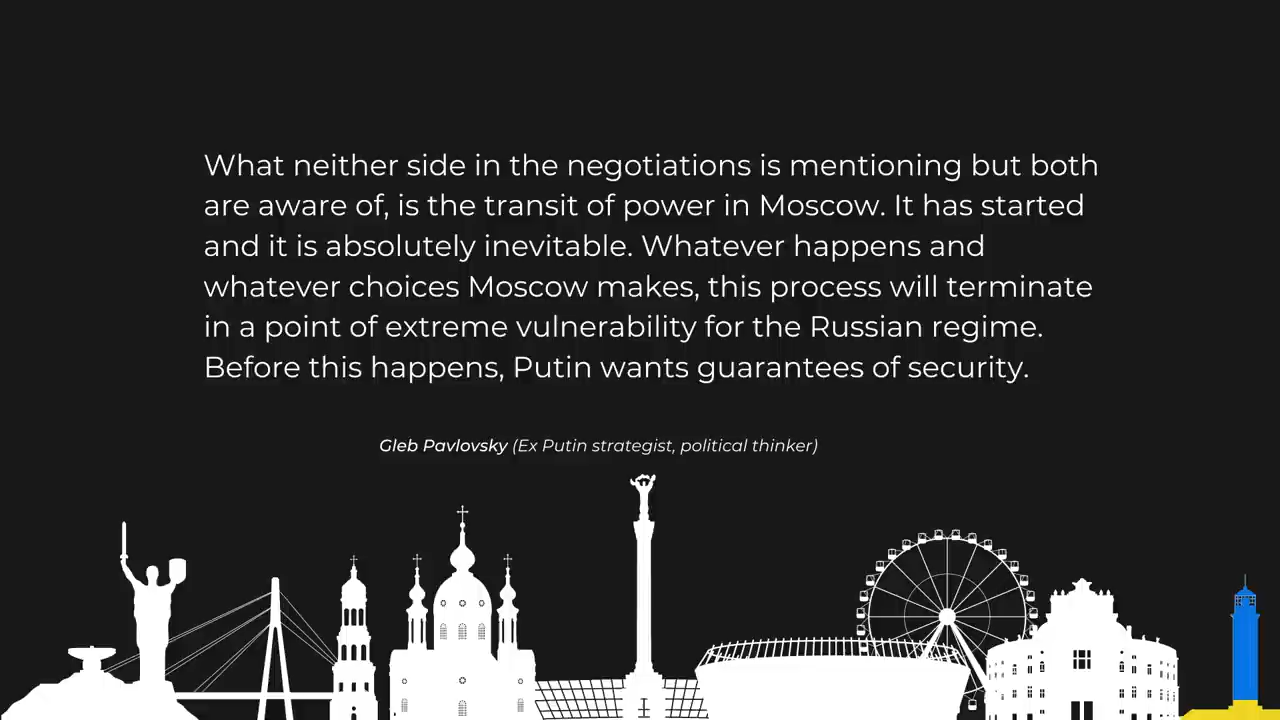 What neither side in the negotiations is mentioning but both
are aware of, is the transit of power in Moscow. It has started
and it is absolutely inevitable. Whatever happens and
whatever choices Moscow makes, this process will terminate
in a point of extreme vulnerability for the Russian regime.
Before this happens, Putin wants guarantees of security.
Gleb Pavlovsky (Ex Putin strategist, political thinker)